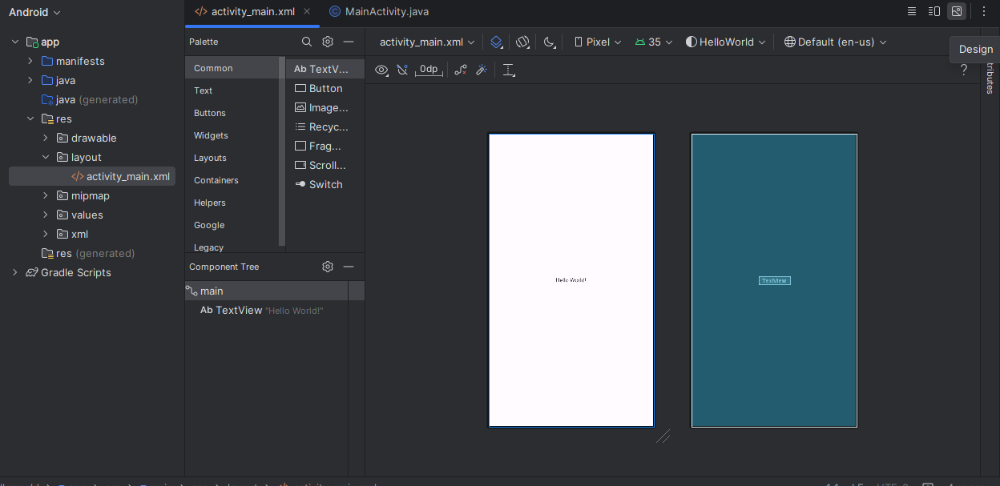 Android
activity_main.xml
MainActivity.java
app
manifests
java
java (generated)
res
drawable
layout
activity_main.xml
mipmap
values
xml
res (generated)
Gradle Scripts
Palette
Common
Text
Buttons
Widgets
Layouts
Containers
Helpers
Google
Legacy
Ab TextV...
Button
Image...
Recyc...
Frag...
Scroll...
Switch
Component Tree
main
Ab TextView "Hello World!"
activity_main.xml
Pixel
35
HelloWorld
Default (en-us)
0dp
?
Hello World!
TextView
Design